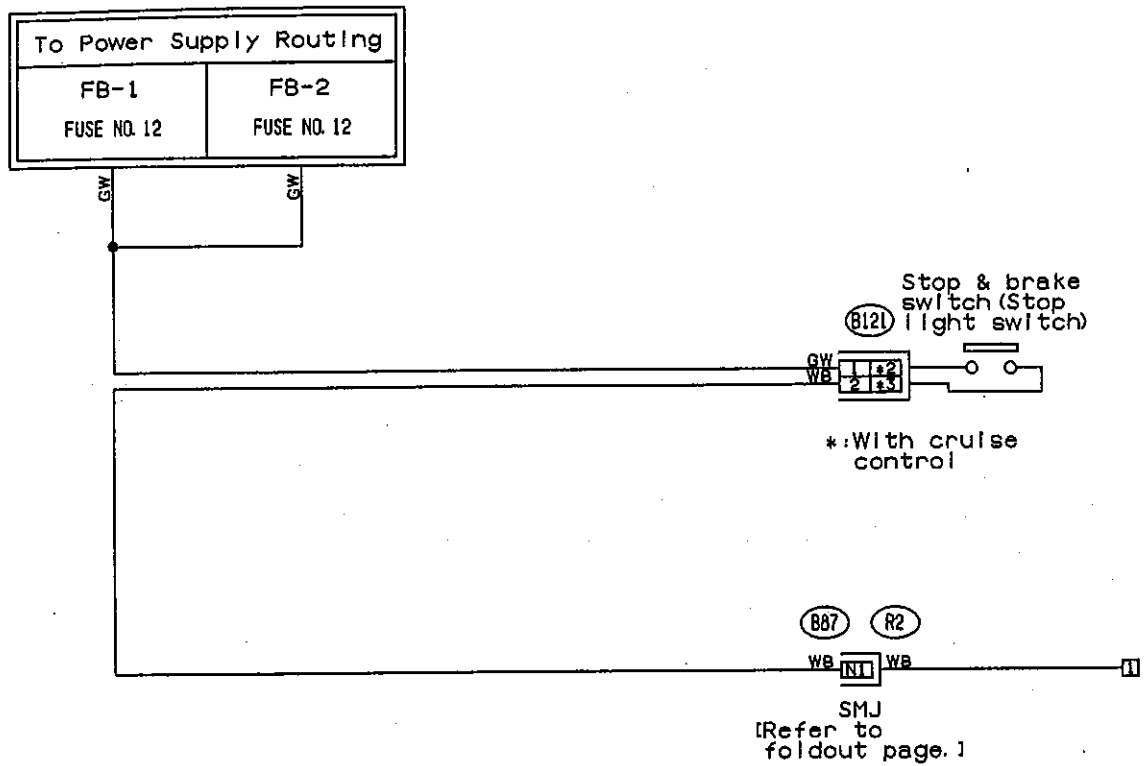 To Power Supply Routing
FB-1
FUSE NO. 12
FB-2
FUSE NO. 12
GW
GW
Stop & brake
switch (Stop
light switch)
B121
GW
WB
1 *2
2 *3
*:With cruise
control
B87
R2
WB
N1
WB
1
SMJ
[Refer to
foldout page.]